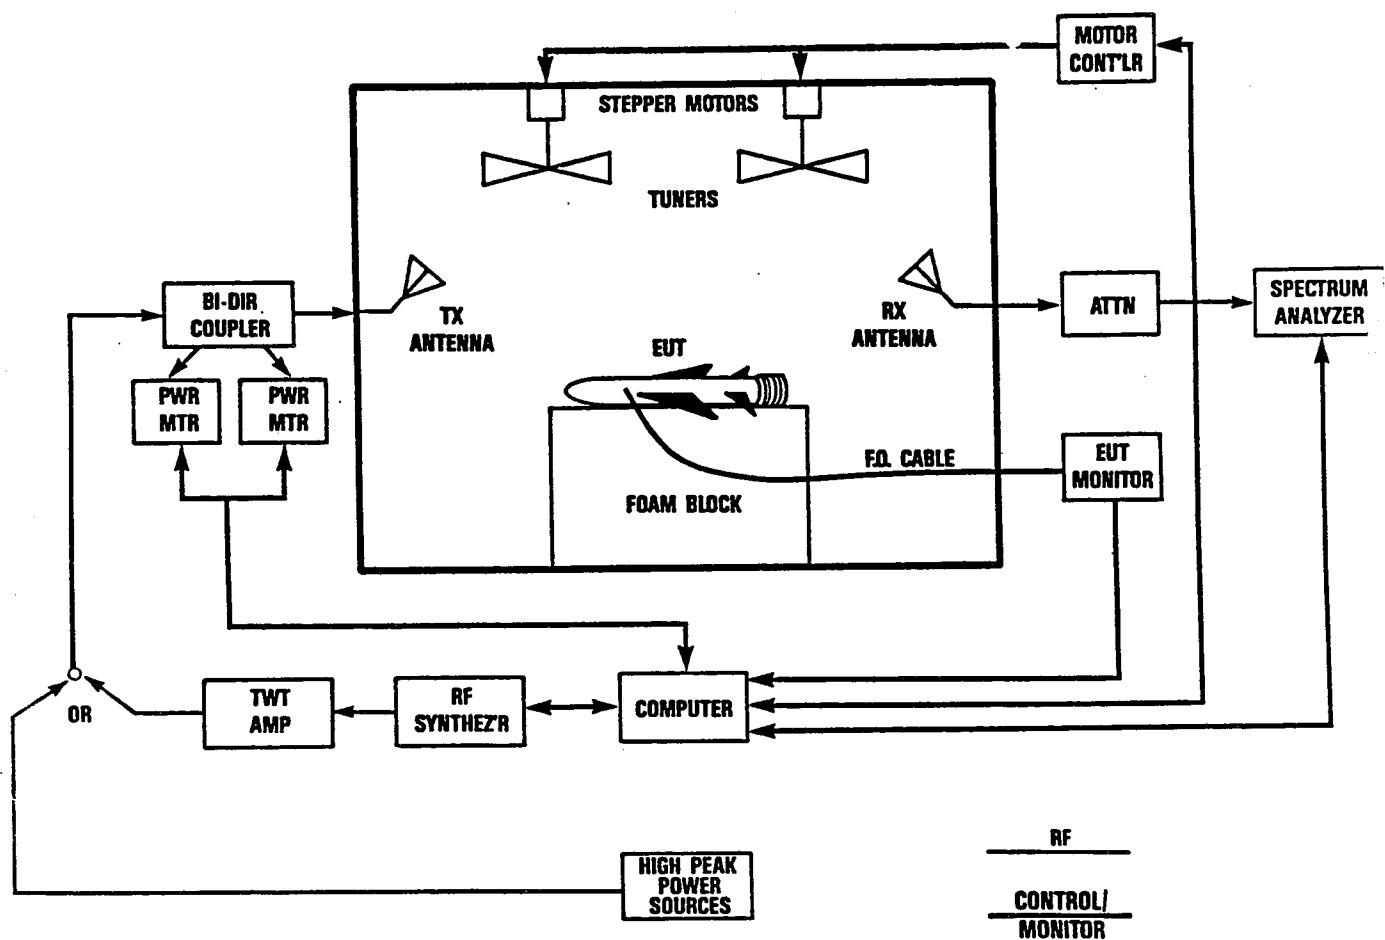 MOTOR
CONT'LR
STEPPER MOTORS
TUNERS
BI-DIR
COUPLER
TX
ANTENNA
RX
ANTENNA
ATTN
SPECTRUM
ANALYZER
EUT
PWR
MTR
PWR
MTR
F.O. CABLE
EUT
MONITOR
FOAM BLOCK
OR
TWT
AMP
RF
SYNTHEZ'R
COMPUTER
HIGH PEAK
POWER
SOURCES
RF
CONTROL/
MONITOR